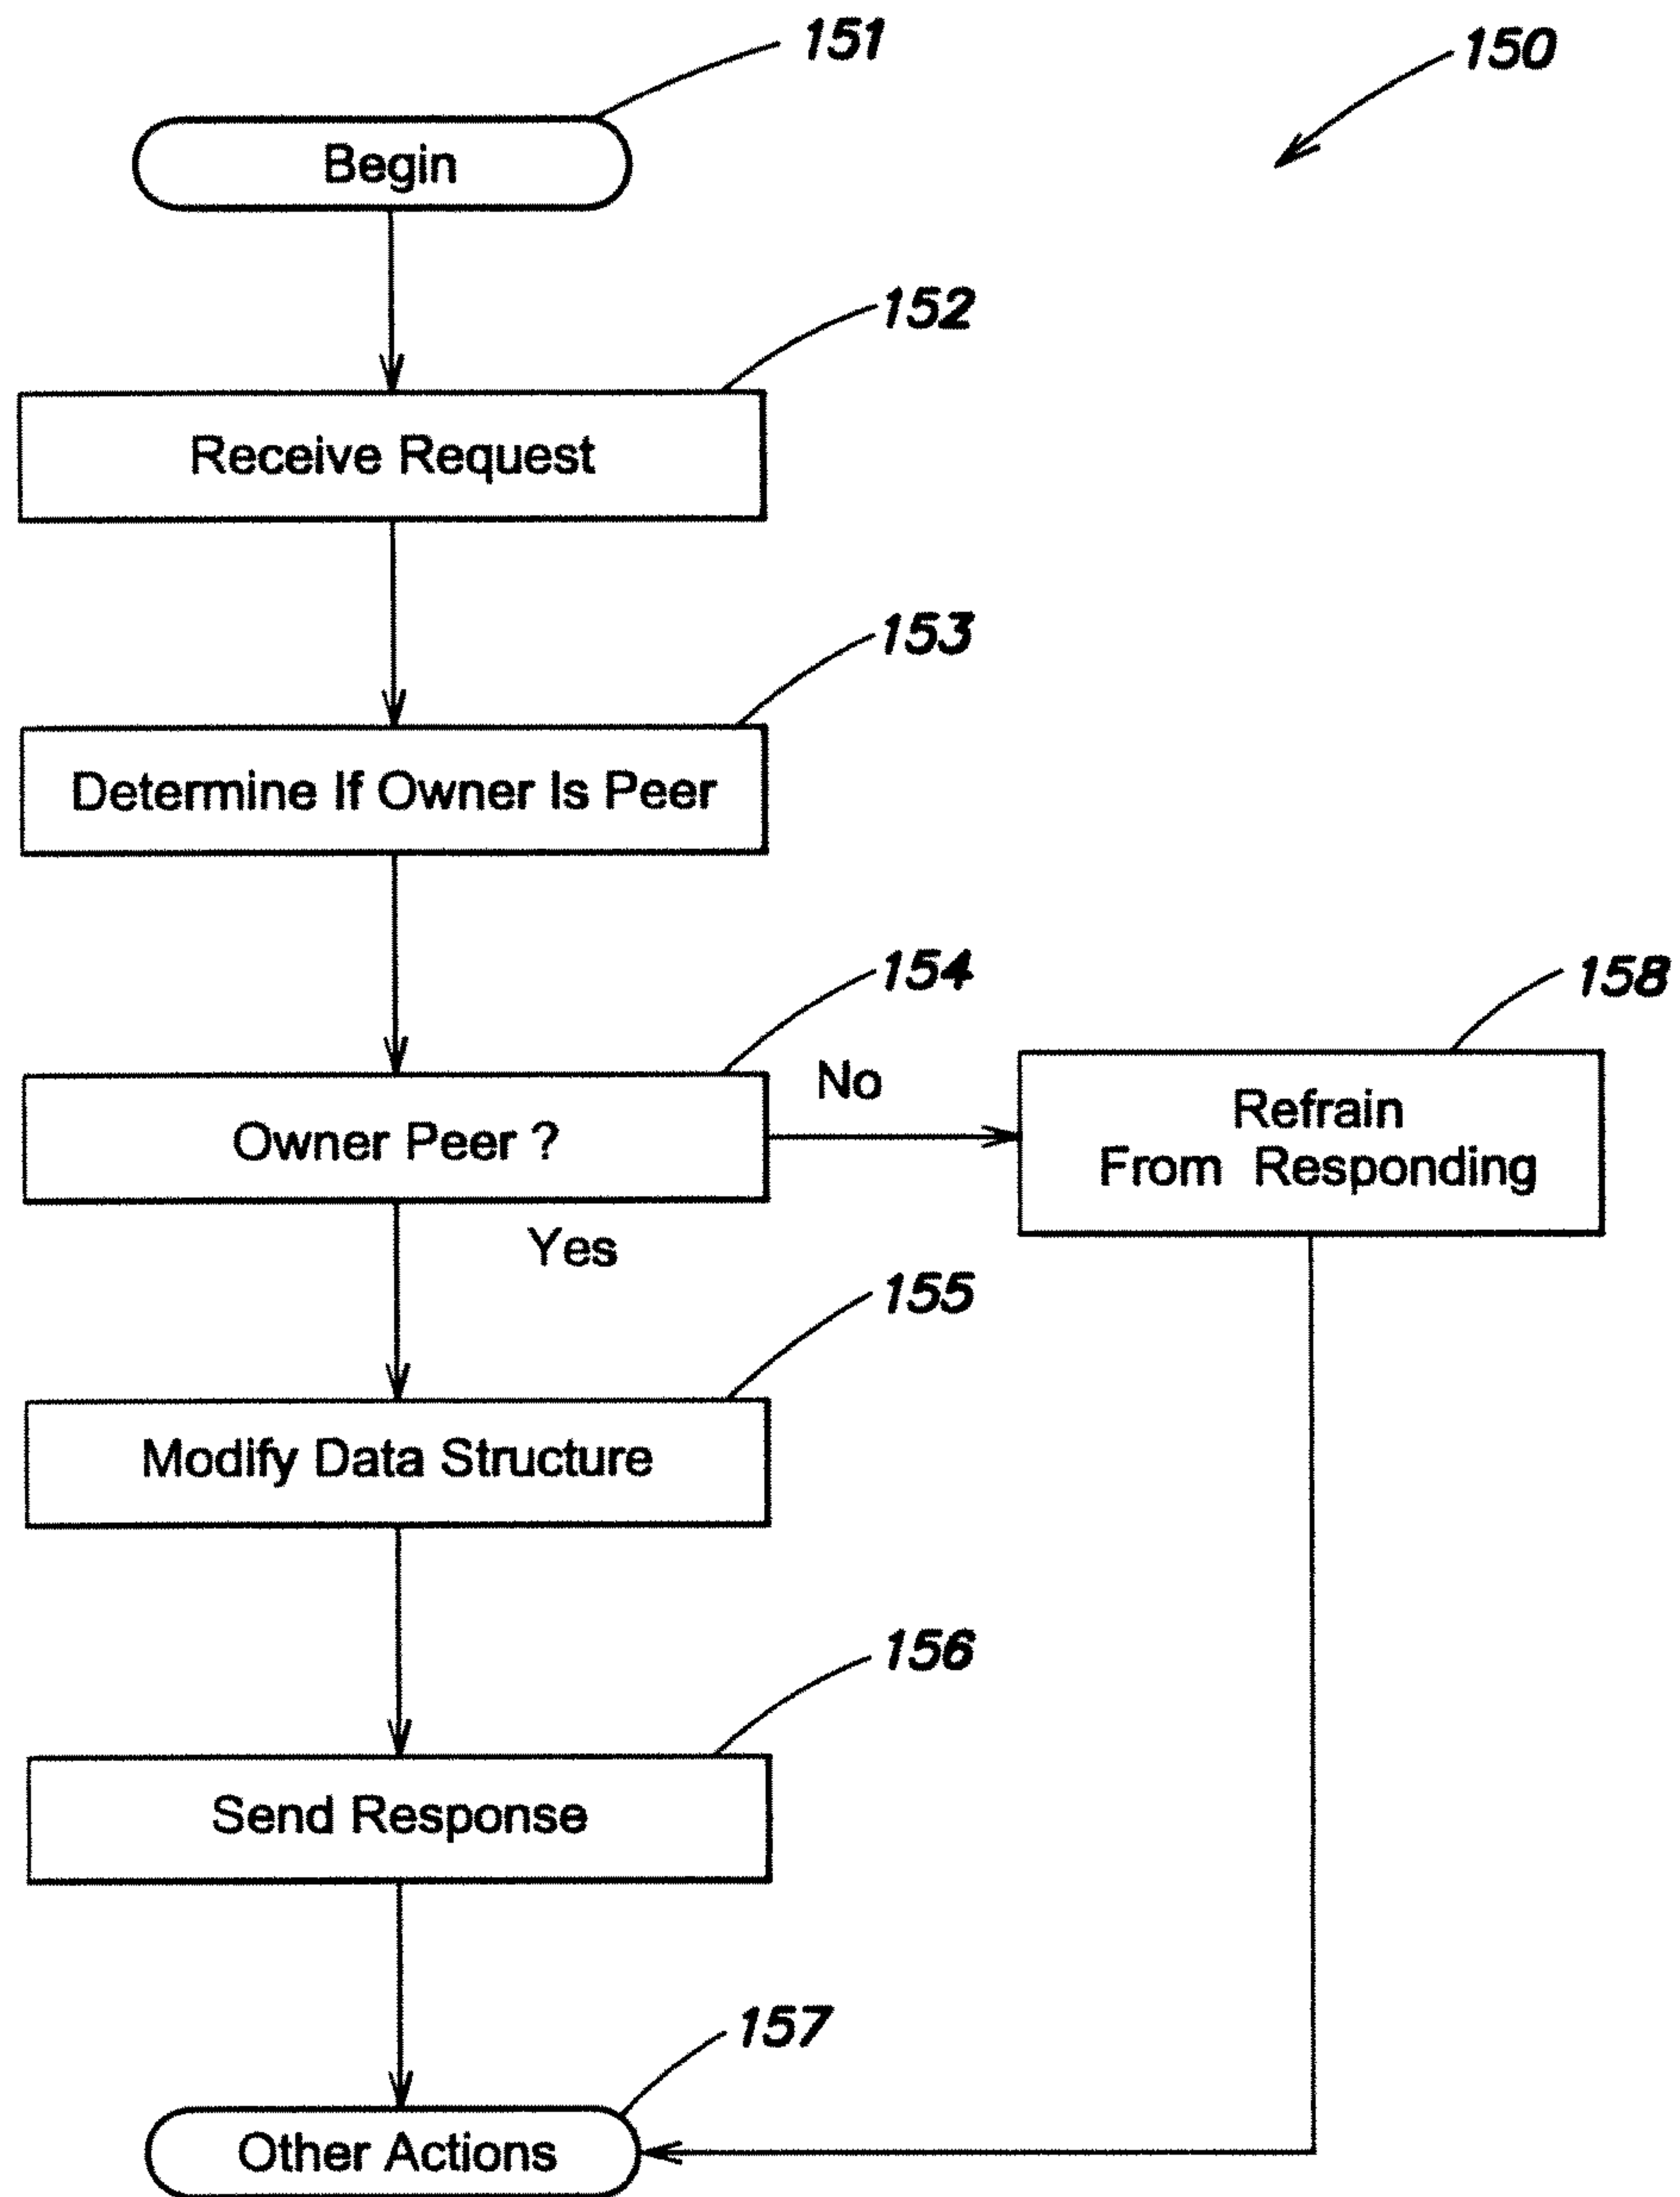 151
150
Begin
152
Receive Request
153
Determine If Owner Is Peer
154
158
No
Owner Peer ?
Refrain
From Responding
Yes
155
Modify Data Structure
156
Send Response
157
Other Actions